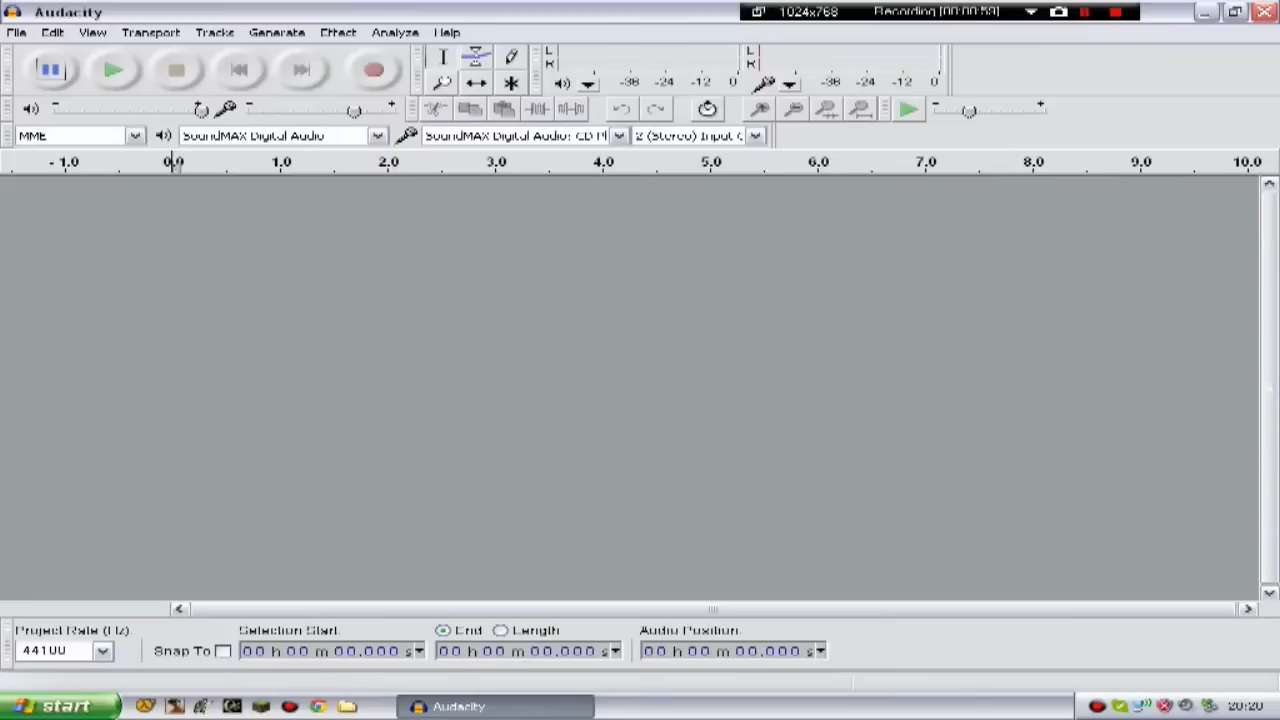 Audacity
1024x768 Recording [00:00:59]
File Edit View Transport Tracks Generate Effect Analyze Help
L
R
-36 -24 -12 0
L
R
-36 -24 -12 0
MME SoundMAX Digital Audio SoundMAX Digital Audio: CD Pl 2 (Stereo) Input C
-1.0 0.0 1.0 2.0 3.0 4.0 5.0 6.0 7.0 8.0 9.0 10.0
Project Rate (Hz): Selection Start: End Length Audio Position:
44100 Snap To 00 h 00 m 00.000 s 00 h 00 m 00.000 s 00 h 00 m 00.000 s
start Audacity 20:20